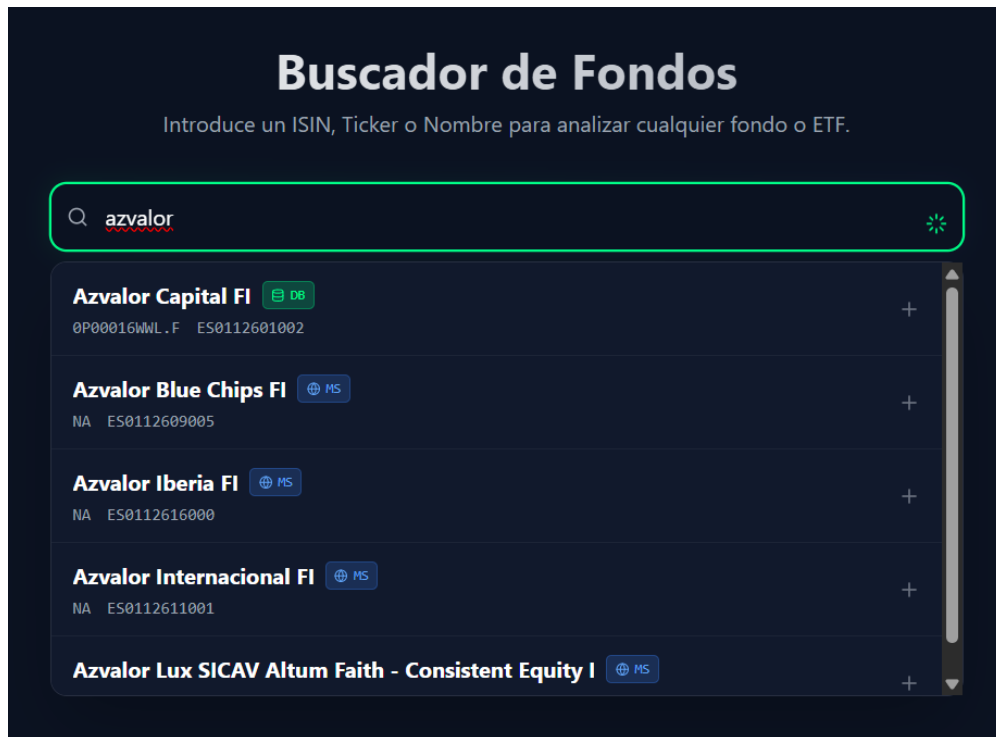 Buscador de Fondos
Introduce un ISIN, Ticker o Nombre para analizar cualquier fondo o ETF.
azvalor
Azvalor Capital FI DB
0P00016WWL.F ES0112601002
Azvalor Blue Chips FI MS
NA ES0112609005
Azvalor Iberia FI MS
NA ES0112616000
Azvalor Internacional FI MS
NA ES0112611001
Azvalor Lux SICAV Altum Faith - Consistent Equity I MS